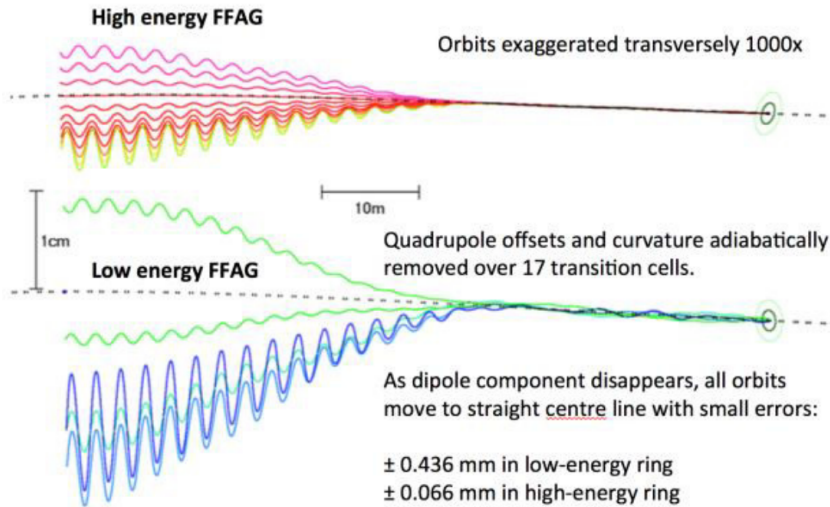 High energy FFAG
Orbits exaggerated transversely 1000x
10m
1cm
Quadrupole offsets and curvature adiabatically
removed over 17 transition cells.
Low energy FFAG
As dipole component disappears, all orbits
move to straight centre line with small errors:
± 0.436 mm in low-energy ring
± 0.066 mm in high-energy ring